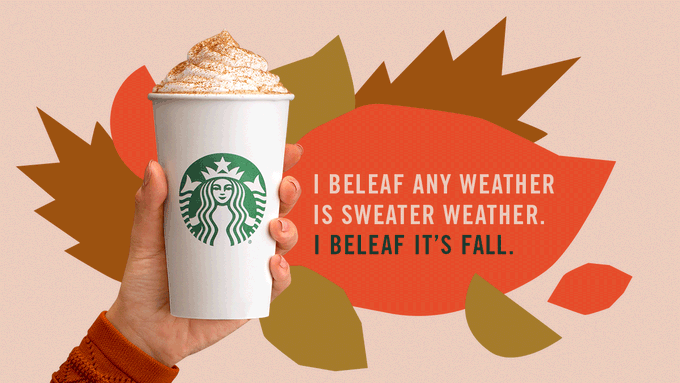 I BELEAF ANY WEATHER
IS SWEATER WEATHER.
I BELEAF IT'S FALL.